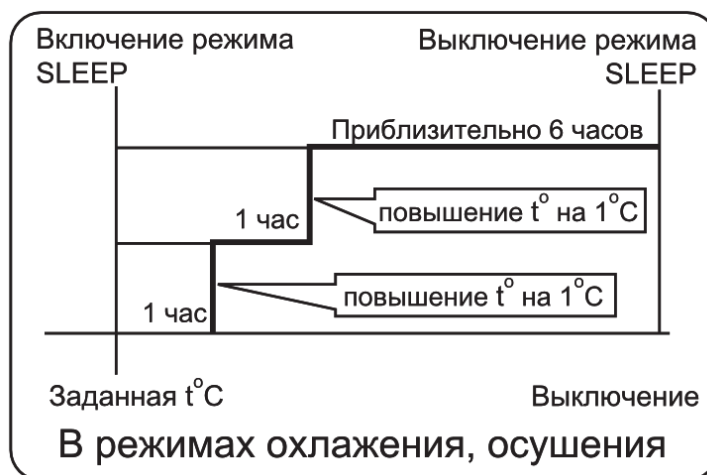 Включение режима
SLEEP
Выключение режима
SLEEP
Приблизительно 6 часов
1 час
повышение t° на 1°C
1 час
повышение t° на 1°C
Заданная t°C
Выключение
В режимах охлажения, осушения